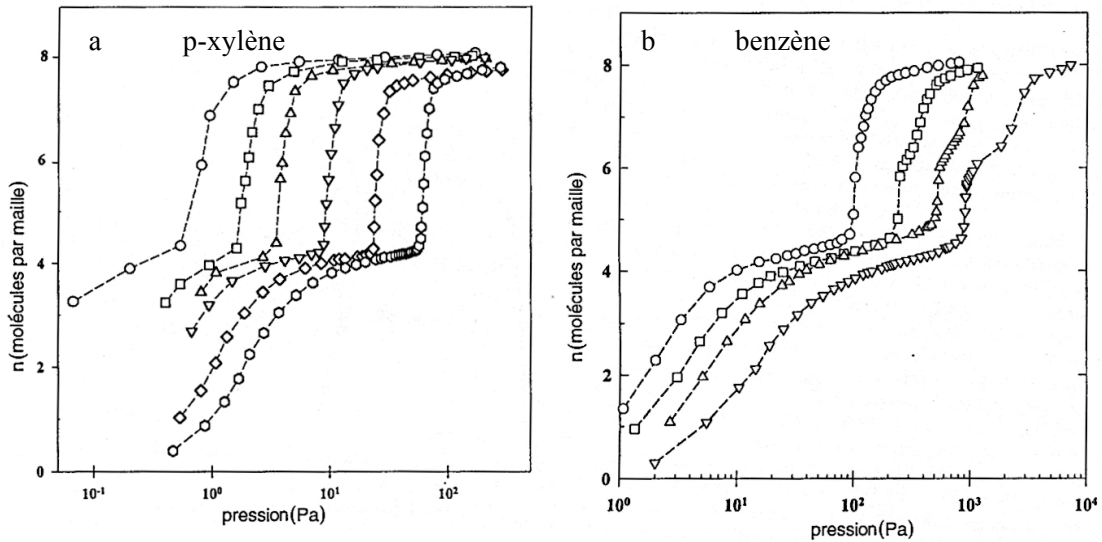 a p-xylène
8
6
4
2
0
n(molécules par maille)
10-1 10⁰ 10¹ 10²
pression(Pa)
b benzène
8
6
4
2
0
n(molécules par maille)
10⁰ 10¹ 10² 10³ 10⁴
pression(Pa)